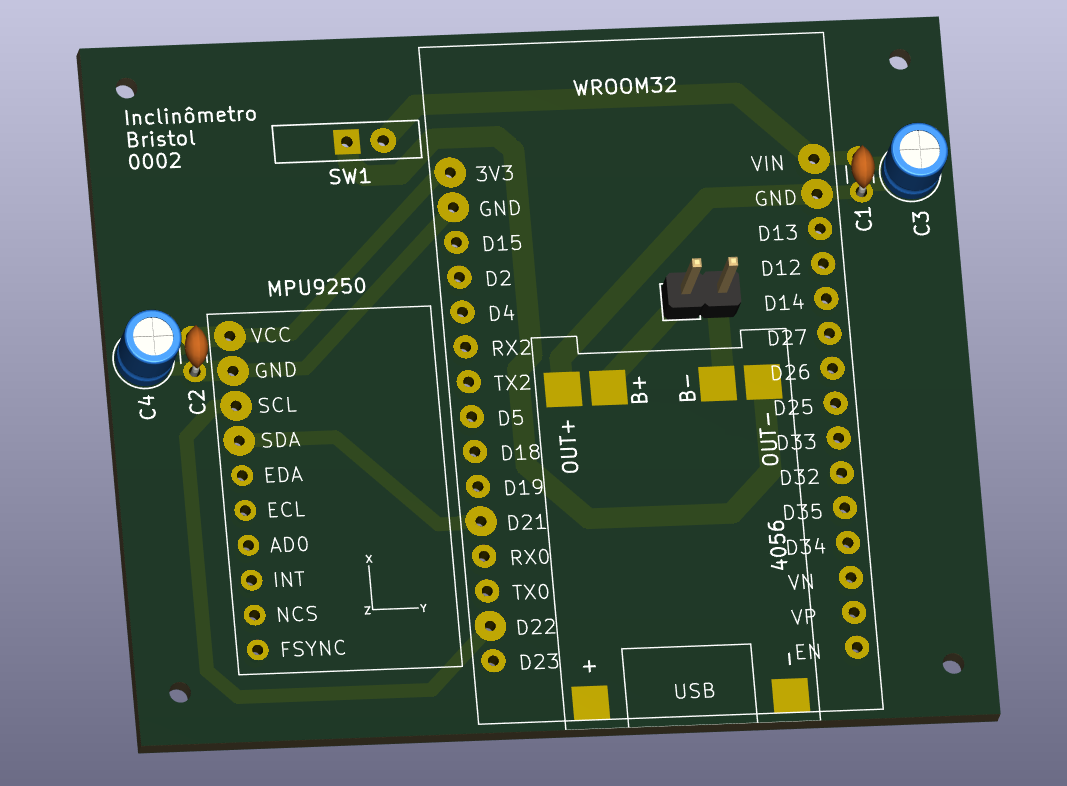 Inclinômetro
Bristol
0002
SW1
WROOM32
3V3
GND
D15
D2
D4
RX2
TX2
D5
D18
D19
D21
RX0
TX0
D22
D23
VIN
GND
D13
D12
D14
D27
D26
D25
D33
D32
D35
D34
VN
VP
EN
C1
C3
MPU9250
VCC
GND
SCL
SDA
EDA
ECL
AD0
INT
NCS
FSYNC
C4
C2
X
Z
Y
OUT+
B+
B-
OUT-
4056
+
-
USB